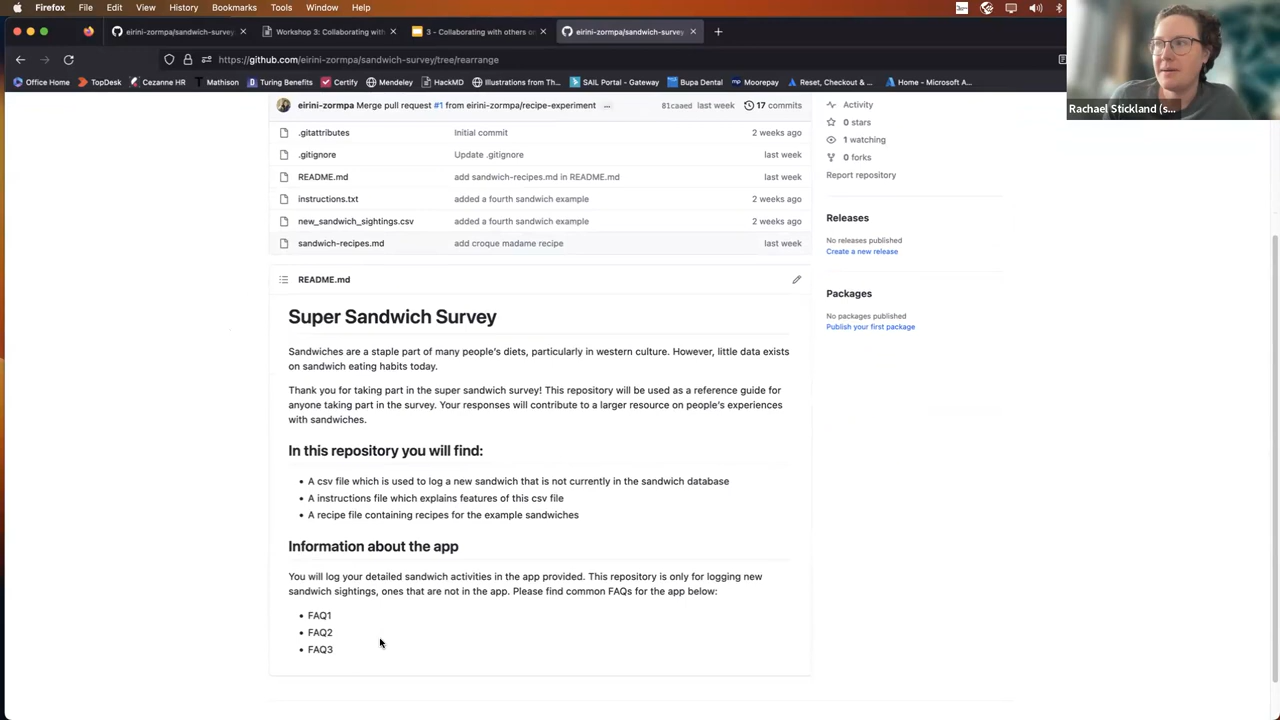 Firefox File Edit View History Bookmarks Tools Window Help
eirini-zormpa/sandwich-survey, Workshop 3: Collaborating with 3 - Collaborating with others on eirini-zormpa/sandwich-survey
https://github.com/eirini-zormpa/sandwich-survey/tree/rearrange
Office Home TopDesk Cezanne HR Mathison Turing Benefits Certify Mendeley Illustrations from Th... SAIL Portal - Gateway Bupa Dental Moorepay Reset, Checkout &... Home - Microsoft A...
Rachael Stickland (s...
eirini-zormpa Merge pull request #1 from eirini-zormpa/recipe-experiment ... 81caaed last week 17 commits
.gitattributes Initial commit 2 weeks ago
.gitignore Update .gitignore last week
README.md add sandwich-recipes.md in README.md last week
instructions.txt added a fourth sandwich example 2 weeks ago
new_sandwich_sightings.csv added a fourth sandwich example 2 weeks ago
sandwich-recipes.md add croque madame recipe last week
README.md
Super Sandwich Survey
Sandwiches are a staple part of many people's diets, particularly in western culture. However, little data exists
on sandwich eating habits today.
Thank you for taking part in the super sandwich survey! This repository will be used as a reference guide for
anyone taking part in the survey. Your responses will contribute to a larger resource on people's experiences
with sandwiches.
In this repository you will find:
• A csv file which is used to log a new sandwich that is not currently in the sandwich database
• A instructions file which explains features of this csv file
• A recipe file containing recipes for the example sandwiches
Information about the app
You will log your detailed sandwich activities in the app provided. This repository is only for logging new
sandwich sightings, ones that are not in the app. Please find common FAQs for the app below:
• FAQ1
• FAQ2
• FAQ3
Activity
0 stars
1 watching
0 forks
Report repository
Releases
No releases published
Create a new release
Packages
No packages published
Publish your first package